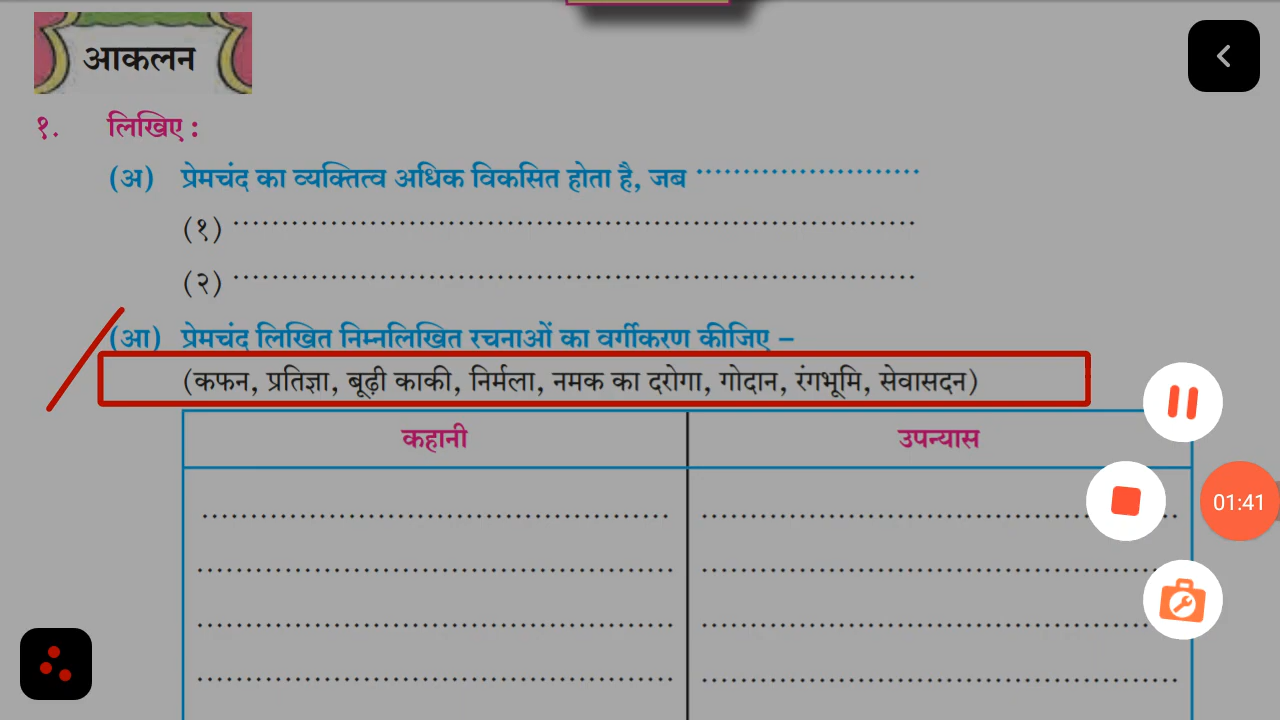 आकलन
१. लिखिए :
(अ) प्रेमचंद का व्यक्तित्व अधिक विकसित होता है, जब ........................
(१) ......................................................................
(२) ......................................................................
(आ) प्रेमचंद लिखित निम्नलिखित रचनाओं का वर्गीकरण कीजिए –
(कफन, प्रतिज्ञा, बूढ़ी काकी, निर्मला, नमक का दरोगा, गोदान, रंगभूमि, सेवासदन)
कहानी उपन्यास
01:41